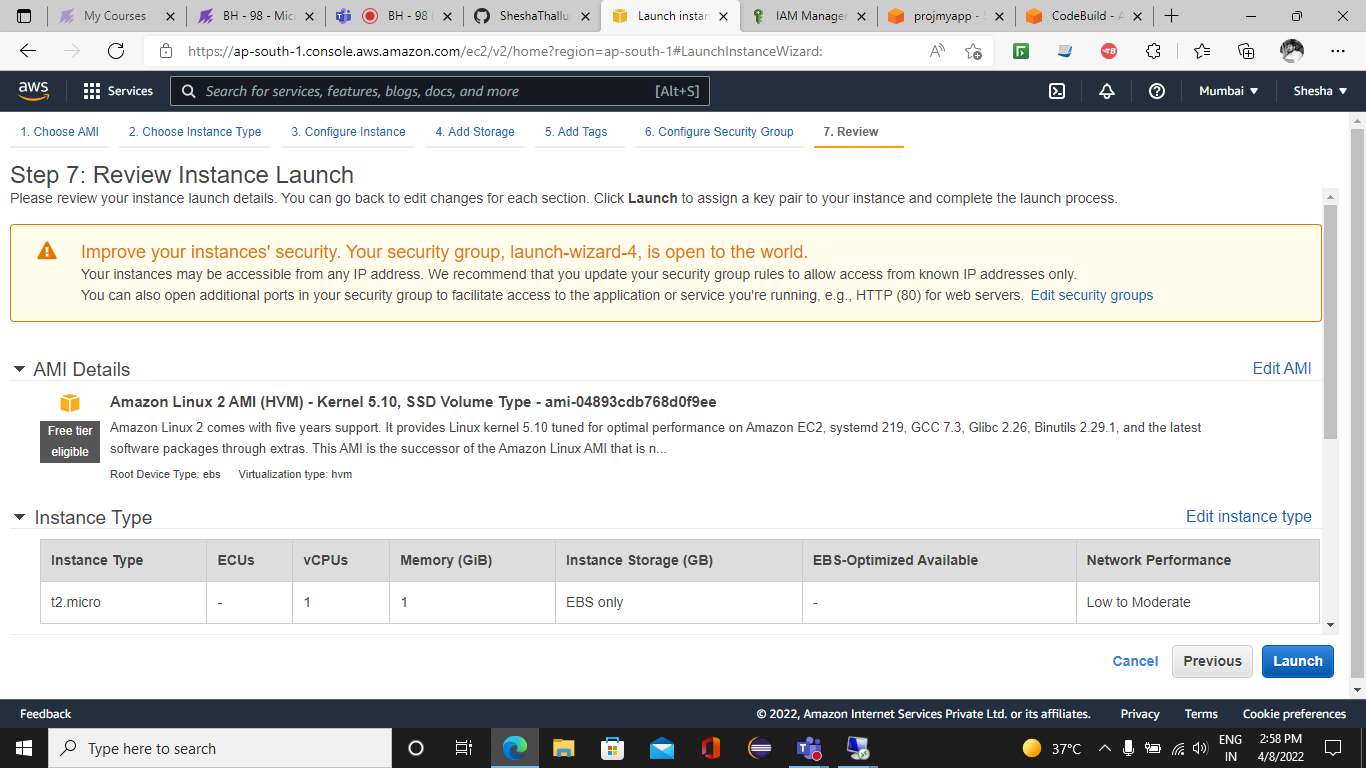 My Courses
BH - 98 - Mic
BH - 98 (
SheshaThallu
Launch instan
IAM Manager
projmyapp - S
CodeBuild - A
https://ap-south-1.console.aws.amazon.com/ec2/v2/home?region=ap-south-1#LaunchInstanceWizard:
aws
Services
Search for services, features, blogs, docs, and more
[Alt+S]
Mumbai
Shesha
1. Choose AMI
2. Choose Instance Type
3. Configure Instance
4. Add Storage
5. Add Tags
6. Configure Security Group
7. Review
Step 7: Review Instance Launch
Please review your instance launch details. You can go back to edit changes for each section. Click Launch to assign a key pair to your instance and complete the launch process.
Improve your instances' security. Your security group, launch-wizard-4, is open to the world.
Your instances may be accessible from any IP address. We recommend that you update your security group rules to allow access from known IP addresses only.
You can also open additional ports in your security group to facilitate access to the application or service you're running, e.g., HTTP (80) for web servers. Edit security groups
AMI Details
Edit AMI
Amazon Linux 2 AMI (HVM) - Kernel 5.10, SSD Volume Type - ami-04893cdb768d0f9ee
Free tier
eligible
Amazon Linux 2 comes with five years support. It provides Linux kernel 5.10 tuned for optimal performance on Amazon EC2, systemd 219, GCC 7.3, Glibc 2.26, Binutils 2.29.1, and the latest
software packages through extras. This AMI is the successor of the Amazon Linux AMI that is n...
Root Device Type: ebs Virtualization type: hvm
Instance Type
Edit instance type
Instance Type ECUs vCPUs Memory (GiB) Instance Storage (GB) EBS-Optimized Available Network Performance
t2.micro - 1 1 EBS only - Low to Moderate
Cancel
Previous
Launch
Feedback
© 2022, Amazon Internet Services Private Ltd. or its affiliates.
Privacy
Terms
Cookie preferences
Type here to search
37°C
ENG
IN
2:58 PM
4/8/2022